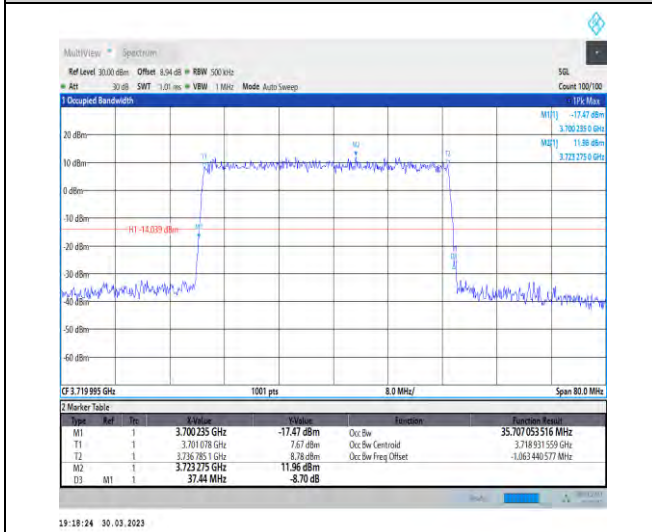 MultiView Spectrum
Ref Level 30.00 dBm Offset 8.94 dB RBW 500 kHz SGL
Att 30 dB SWT 1.01 ms VBW 1 MHz Mode Auto Sweep Count 100/100
1 Occupied Bandwidth 1Pk Max
M1[1] -17.47 dBm
3.700 235 0 GHz
20 dBm
M2[1] 11.96 dBm
3.723 275 0 GHz
M2
T1 T2
10 dBm
0 dBm
-10 dBm
M1
H1 -14.039 dBm
-20 dBm
D3
-30 dBm
-40 dBm
-50 dBm
-60 dBm
CF 3.719 995 GHz 1001 pts 8.0 MHz/ Span 80.0 MHz
2 Marker Table
Type Ref Trc X-Value Y-Value Function Function Result
M1 1 3.700 235 GHz -17.47 dBm Occ Bw 35.707 053 516 MHz
T1 1 3.701 078 GHz 7.67 dBm Occ Bw Centroid 3.718 931 559 GHz
T2 1 3.736 785 1 GHz 8.78 dBm Occ Bw Freq Offset -1.063 440 577 MHz
M2 1 3.723 275 GHz 11.96 dBm
D3 M1 1 37.44 MHz -8.70 dB
19:18:24 30.03.2023